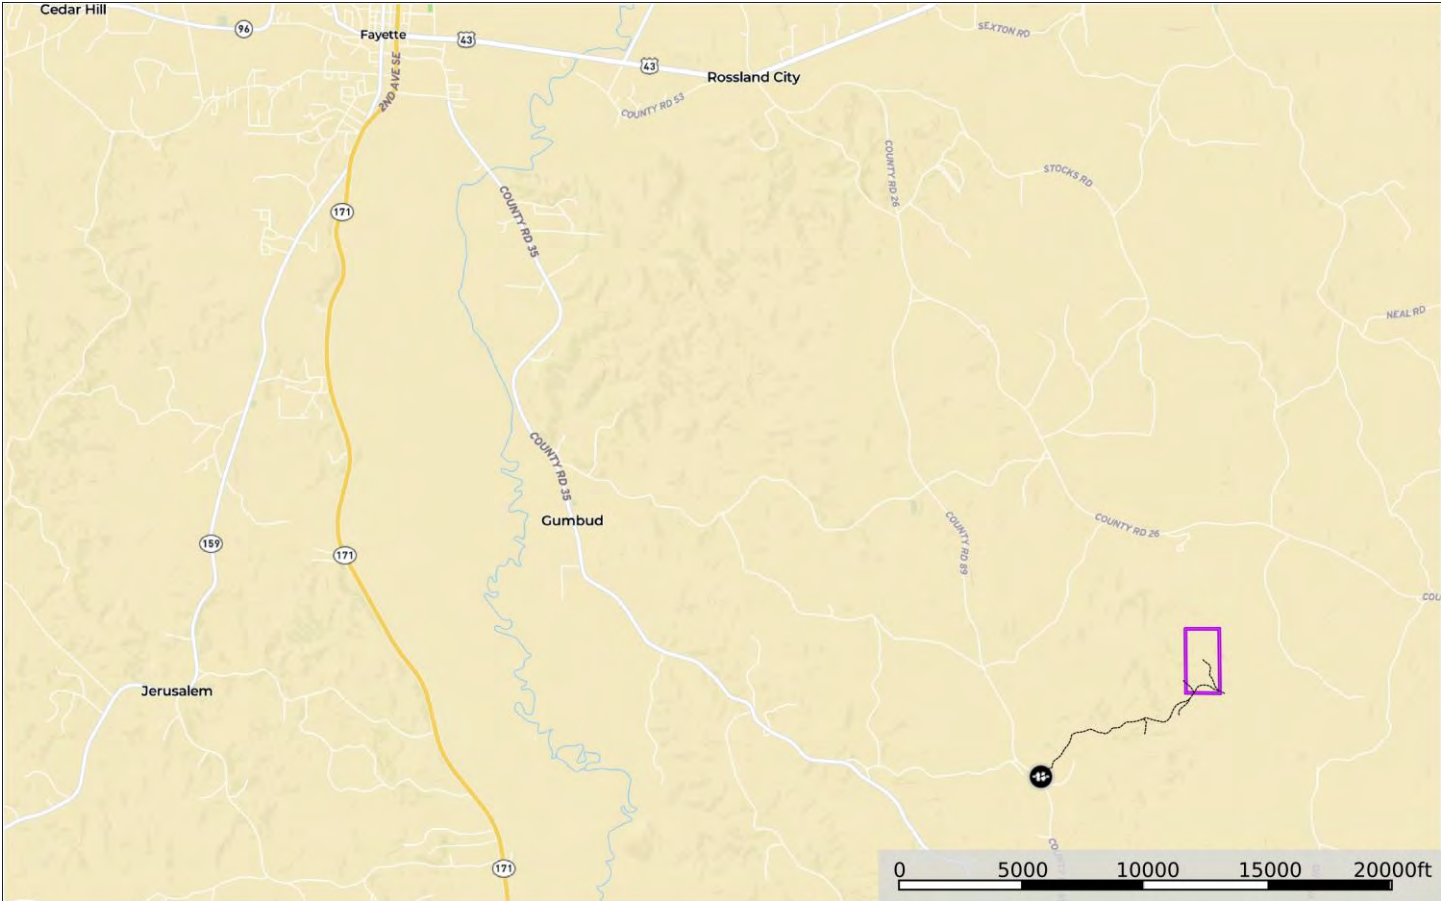 Cedar Hill
96
Fayette
43
SEXTON RD
43
Rossland City
2ND AVE SE
COUNTY RD 53
COUNTY RD 26
STOCKS RD
171
COUNTY RD 35
NEAL RD
COUNTY RD 35
Gumbud
COUNTY RD 89
COUNTY RD 26
159
171
COU
Jerusalem
COU
171
0 5000 10000 15000 20000ft